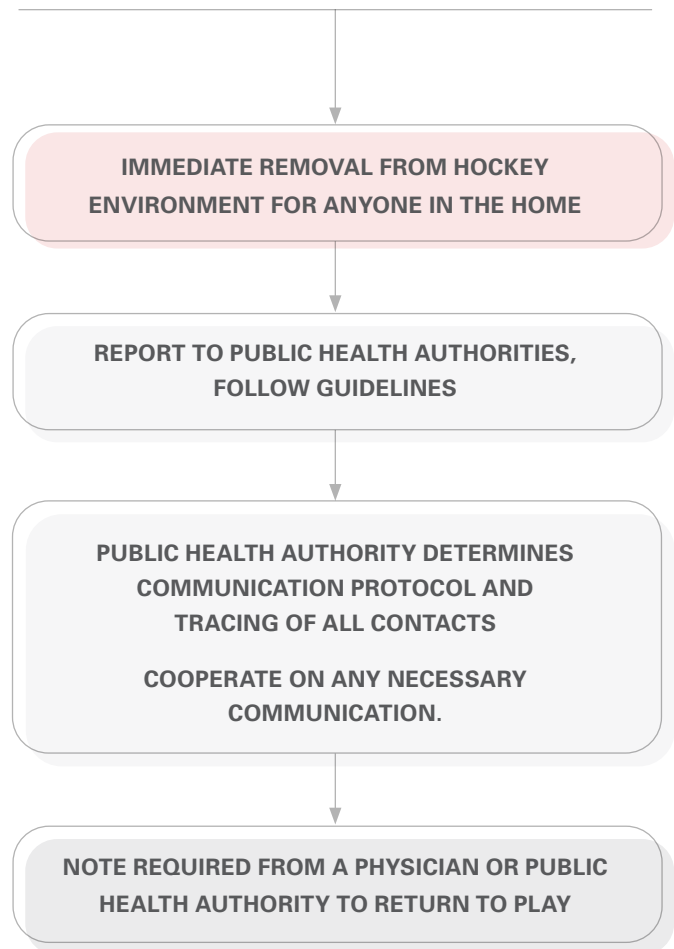 IMMEDIATE REMOVAL FROM HOCKEY
ENVIRONMENT FOR ANYONE IN THE HOME
REPORT TO PUBLIC HEALTH AUTHORITIES,
FOLLOW GUIDELINES
PUBLIC HEALTH AUTHORITY DETERMINES
COMMUNICATION PROTOCOL AND
TRACING OF ALL CONTACTS
COOPERATE ON ANY NECESSARY
COMMUNICATION.
NOTE REQUIRED FROM A PHYSICIAN OR PUBLIC
HEALTH AUTHORITY TO RETURN TO PLAY